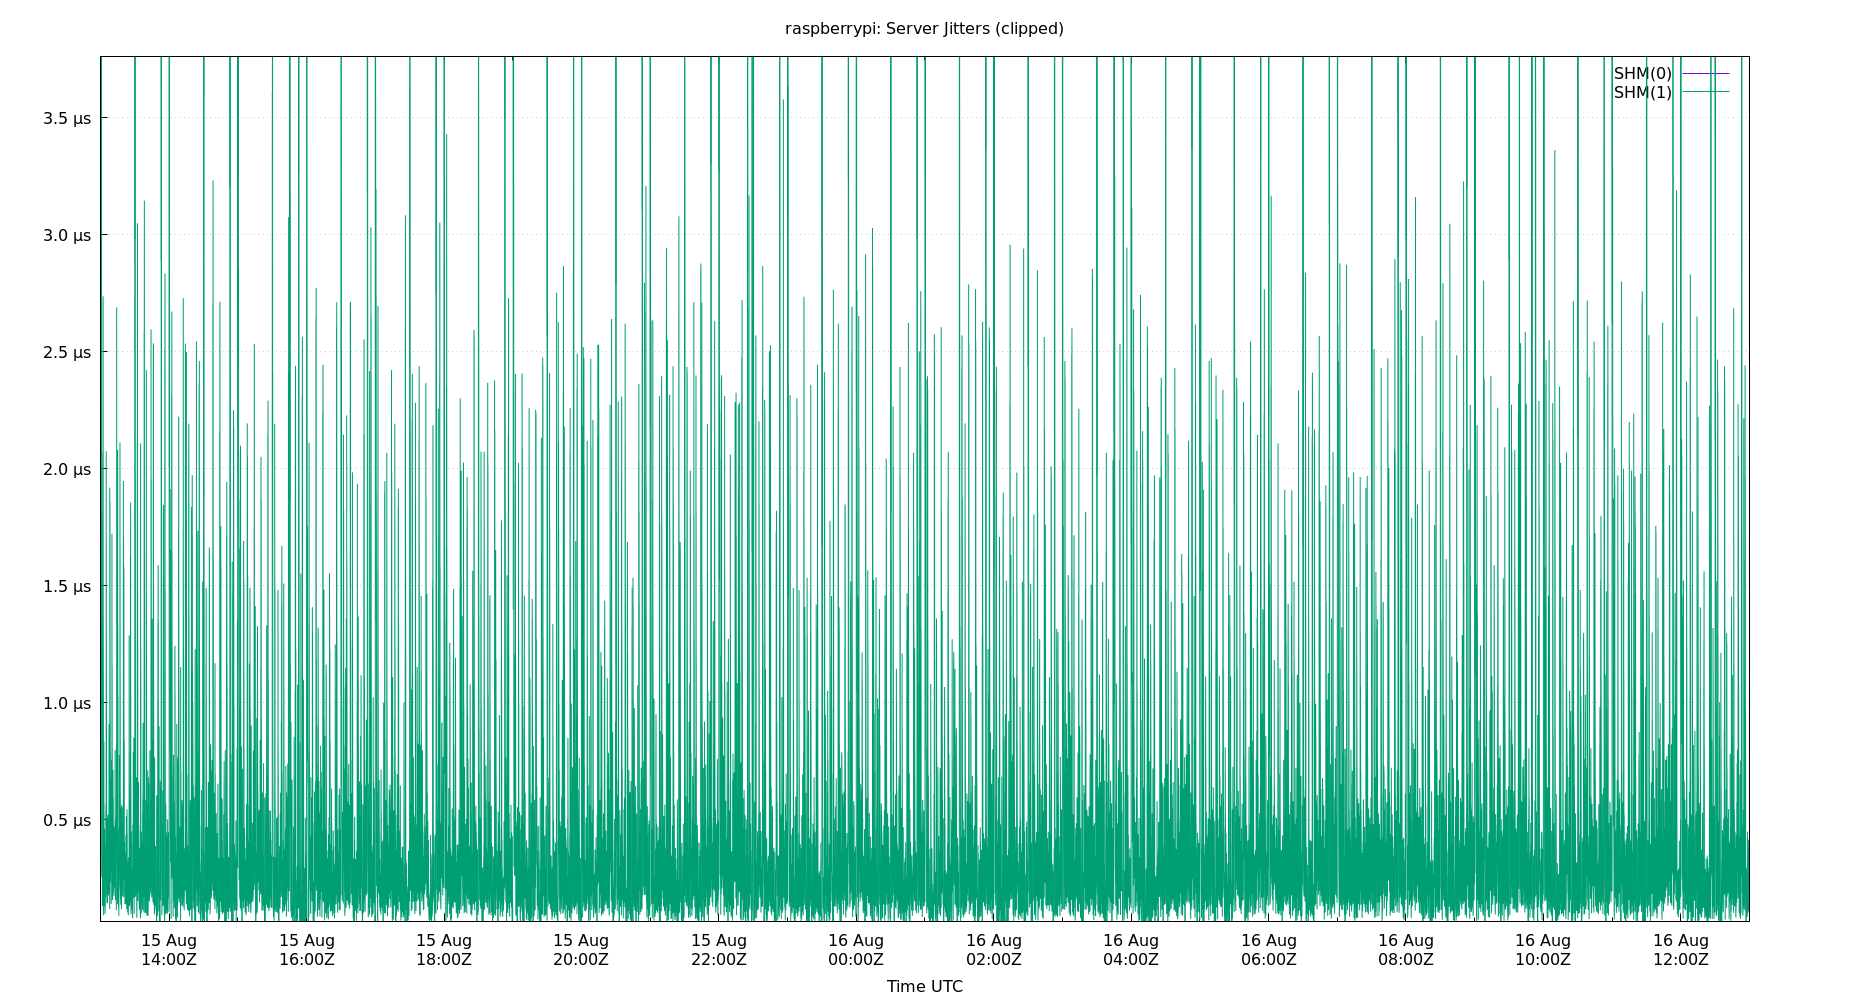 raspberrypi: Server Jitters (clipped)
SHM(0)
SHM(1)
3.5 μs
3.0 μs
2.5 μs
2.0 μs
1.5 μs
1.0 μs
0.5 μs
15 Aug 15 Aug 15 Aug 15 Aug 15 Aug 16 Aug 16 Aug 16 Aug 16 Aug 16 Aug 16 Aug 16 Aug
14:00Z 16:00Z 18:00Z 20:00Z 22:00Z 00:00Z 02:00Z 04:00Z 06:00Z 08:00Z 10:00Z 12:00Z
Time UTC